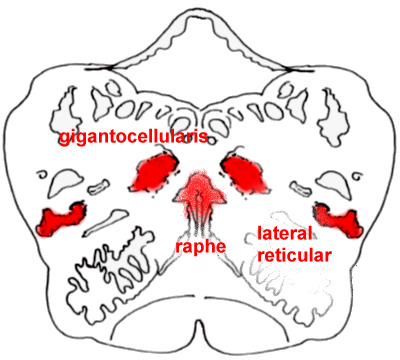 gigantocellularis
raphe
lateral
reticular